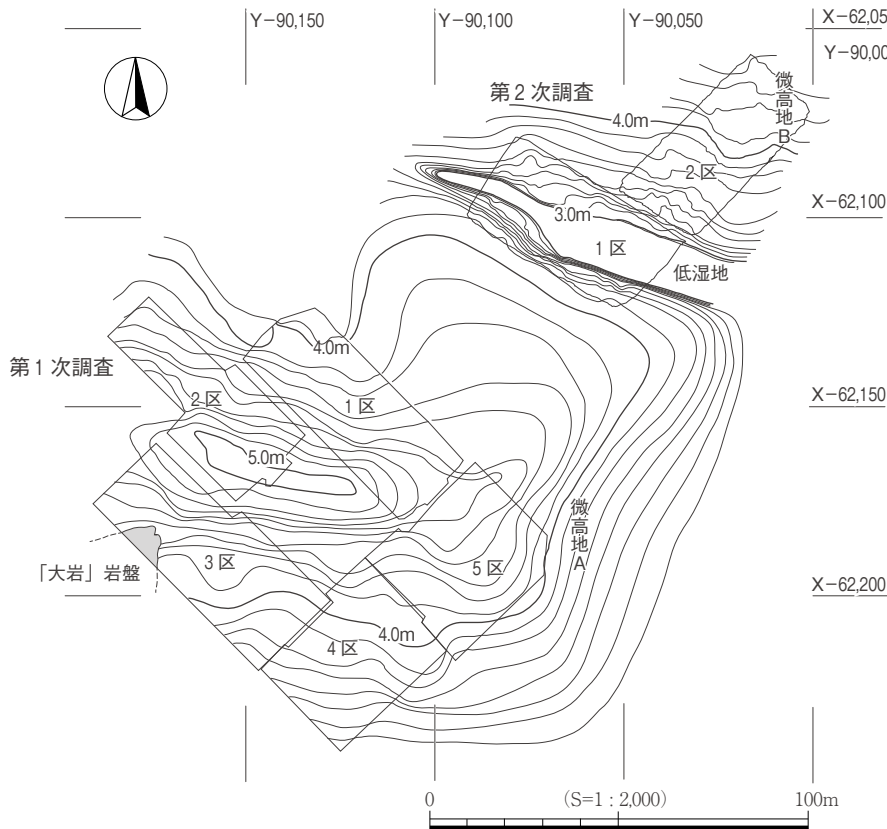 Y-90,150
Y-90,100
Y-90,050
X-62,05
Y-90,00
第2次調査
微高地B
4.0m
2区
X-62,100
3.0m
1区
低湿地
4.0m
第1次調査
2区
1区
X-62,150
5.0m
微高地A
3区
5区
「大岩」岩盤
X-62,200
4.0m
4区
0
(S=1:2,000)
100m